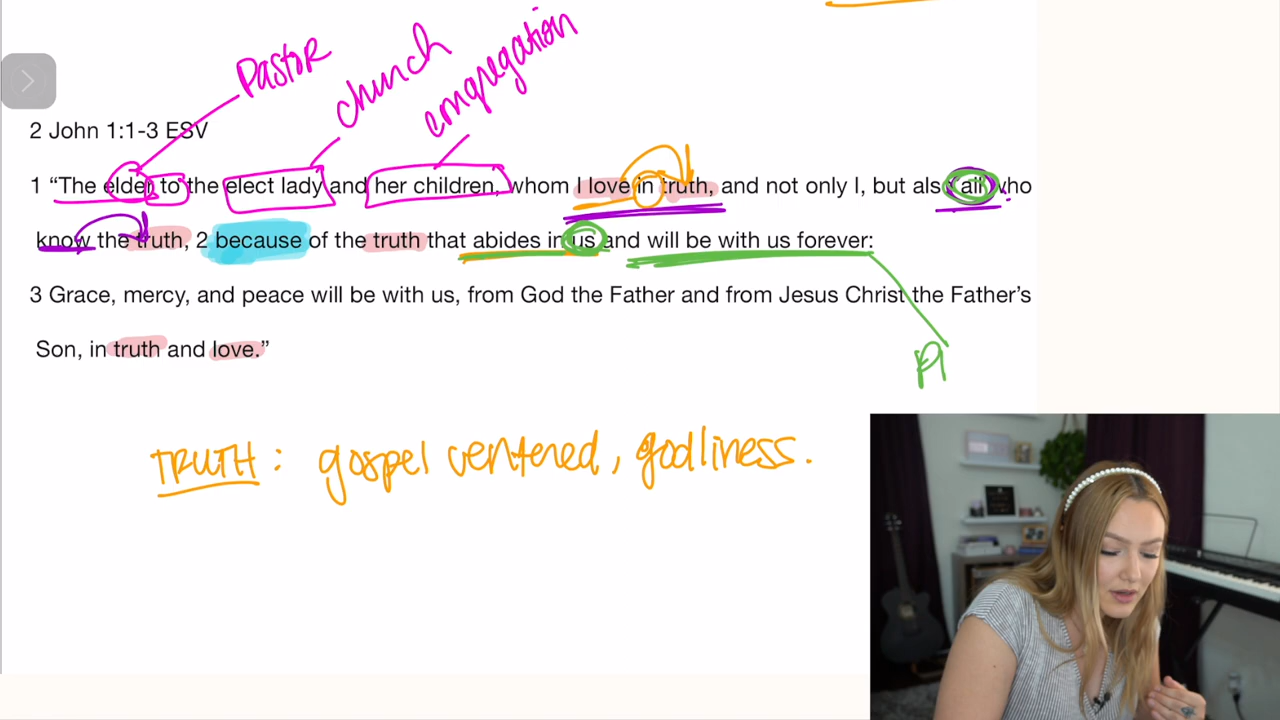 Pastor
church
congregation
2 John 1:1-3 ESV
1 “The elder to the elect lady and her children, whom I love in truth, and not only I, but also all who
know the truth, 2 because of the truth that abides in us and will be with us forever:
3 Grace, mercy, and peace will be with us, from God the Father and from Jesus Christ the Father’s
Son, in truth and love.”
TRUTH: gospel centered, godliness.